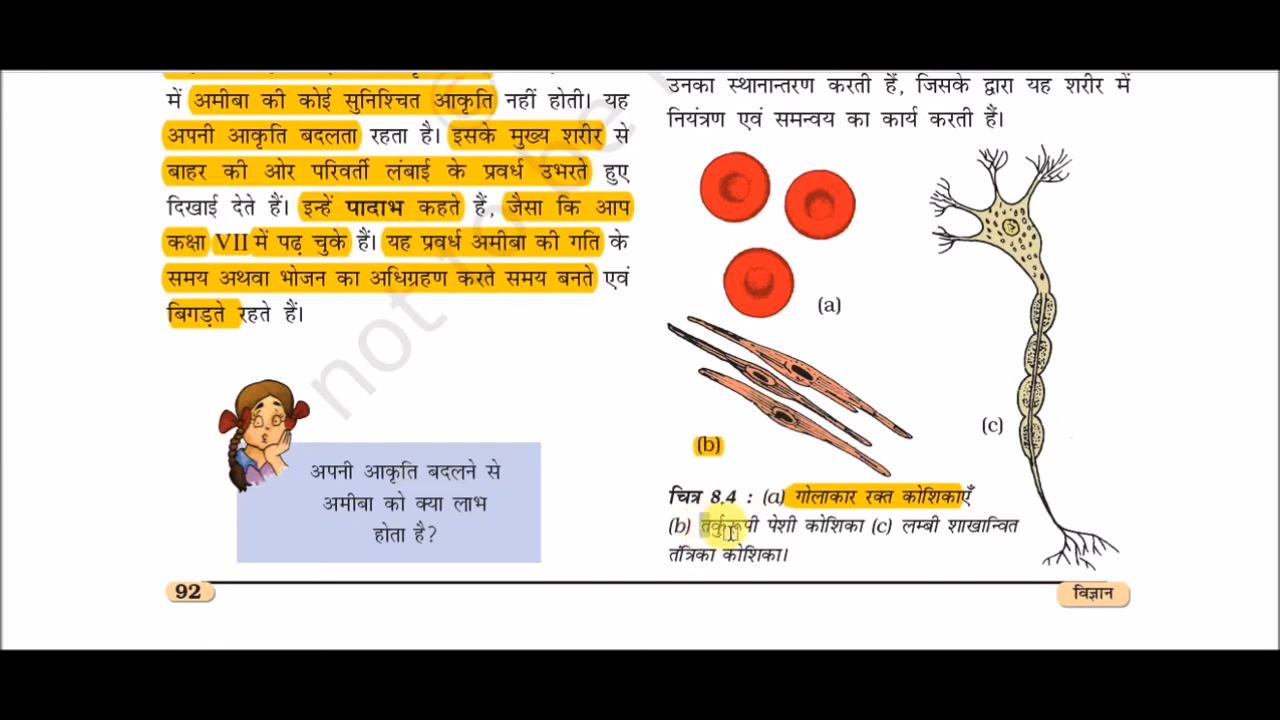 में अमीबा की कोई सुनिश्चित आकृति नहीं होती। यह
अपनी आकृति बदलता रहता है। इसके मुख्य शरीर से
बाहर की ओर परिवर्ती लंबाई के प्रवर्ध उभरते हुए
दिखाई देते हैं। इन्हें पादाभ कहते हैं, जैसा कि आप
कक्षा VII में पढ़ चुके हैं। यह प्रवर्ध अमीबा की गति के
समय अथवा भोजन का अधिग्रहण करते समय बनते एवं
बिगड़ते रहते हैं।
अपनी आकृति बदलने से
अमीबा को क्या लाभ
होता है?
उनका स्थानान्तरण करती हैं, जिसके द्वारा यह शरीर में
नियंत्रण एवं समन्वय का कार्य करती हैं।
(a)
(b)
(c)
चित्र 8.4 : (a) गोलाकार रक्त कोशिकाएँ
(b) तर्कुरूपी पेशी कोशिका (c) लम्बी शाखान्वित
तंत्रिका कोशिका।
92
विज्ञान
©
not to be